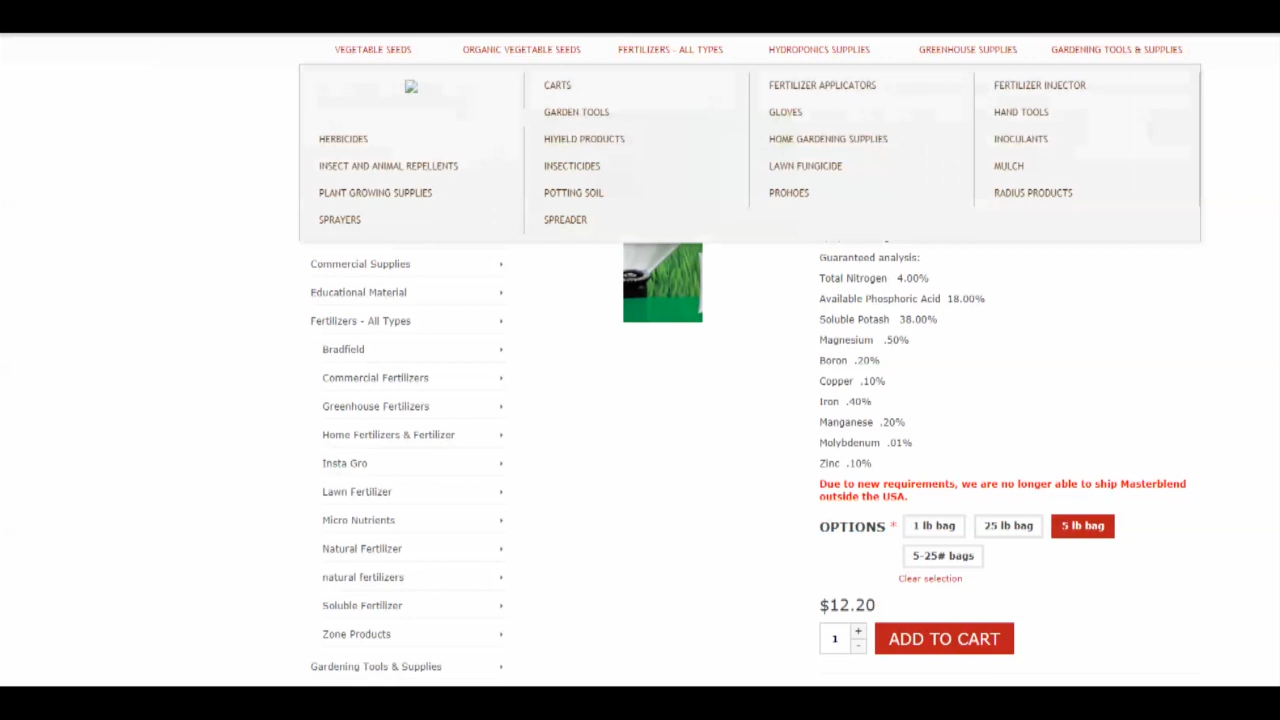 VEGETABLE SEEDS
ORGANIC VEGETABLE SEEDS
FERTILIZERS - ALL TYPES
HYDROPONICS SUPPLIES
GREENHOUSE SUPPLIES
GARDENING TOOLS & SUPPLIES
HERBICIDES
INSECT AND ANIMAL REPELLENTS
PLANT GROWING SUPPLIES
SPRAYERS
CARTS
GARDEN TOOLS
HIYIELD PRODUCTS
INSECTICIDES
POTTING SOIL
SPREADER
FERTILIZER APPLICATORS
GLOVES
HOME GARDENING SUPPLIES
LAWN FUNGICIDE
PROHOES
FERTILIZER INJECTOR
HAND TOOLS
INOCULANTS
MULCH
RADIUS PRODUCTS
Commercial Supplies
Educational Material
Fertilizers - All Types
Bradfield
Commercial Fertilizers
Greenhouse Fertilizers
Home Fertilizers & Fertilizer
Insta Gro
Lawn Fertilizer
Micro Nutrients
Natural Fertilizer
natural fertilizers
Soluble Fertilizer
Zone Products
Gardening Tools & Supplies
Guaranteed analysis:
Total Nitrogen 4.00%
Available Phosphoric Acid 18.00%
Soluble Potash 38.00%
Magnesium .50%
Boron .20%
Copper .10%
Iron .40%
Manganese .20%
Molybdenum .01%
Zinc .10%
Due to new requirements, we are no longer able to ship Masterblend
outside the USA.
OPTIONS * 1 lb bag 25 lb bag 5 lb bag
5-25# bags
Clear selection
$12.20
1 + - ADD TO CART